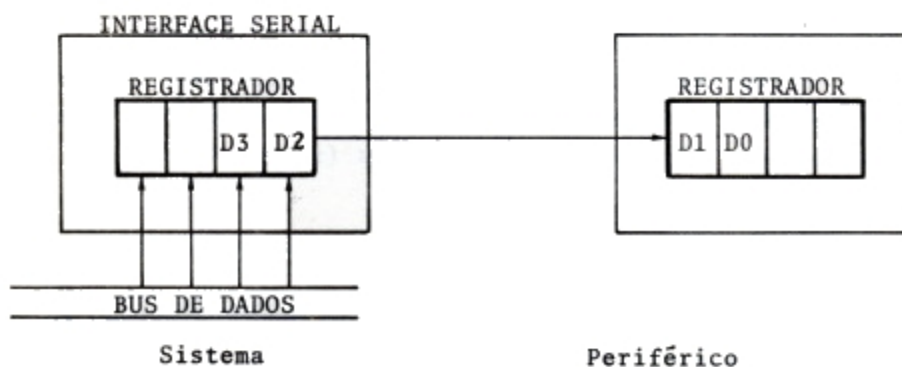 INTERFACE SERIAL
REGISTRADOR
D3 D2
REGISTRADOR
D1 D0
BUS DE DADOS
Sistema
Periférico